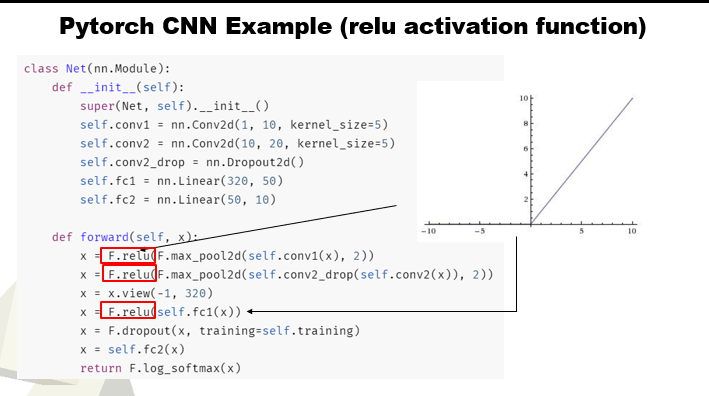 Pytorch CNN Example (relu activation function)
class Net(nn.Module):
    def __init__(self):
        super(Net, self).__init__()
        self.conv1 = nn.Conv2d(1, 10, kernel_size=5)
        self.conv2 = nn.Conv2d(10, 20, kernel_size=5)
        self.conv2_drop = nn.Dropout2d()
        self.fc1 = nn.Linear(320, 50)
        self.fc2 = nn.Linear(50, 10)
    def forward(self, x):
        x = F.relu(F.max_pool2d(self.conv1(x), 2))
        x = F.relu(F.max_pool2d(self.conv2_drop(self.conv2(x)), 2))
        x = x.view(-1, 320)
        x = F.relu(self.fc1(x))
        x = F.dropout(x, training=self.training)
        x = self.fc2(x)
        return F.log_softmax(x)
10
8
6
4
2
-10 -5 5 10